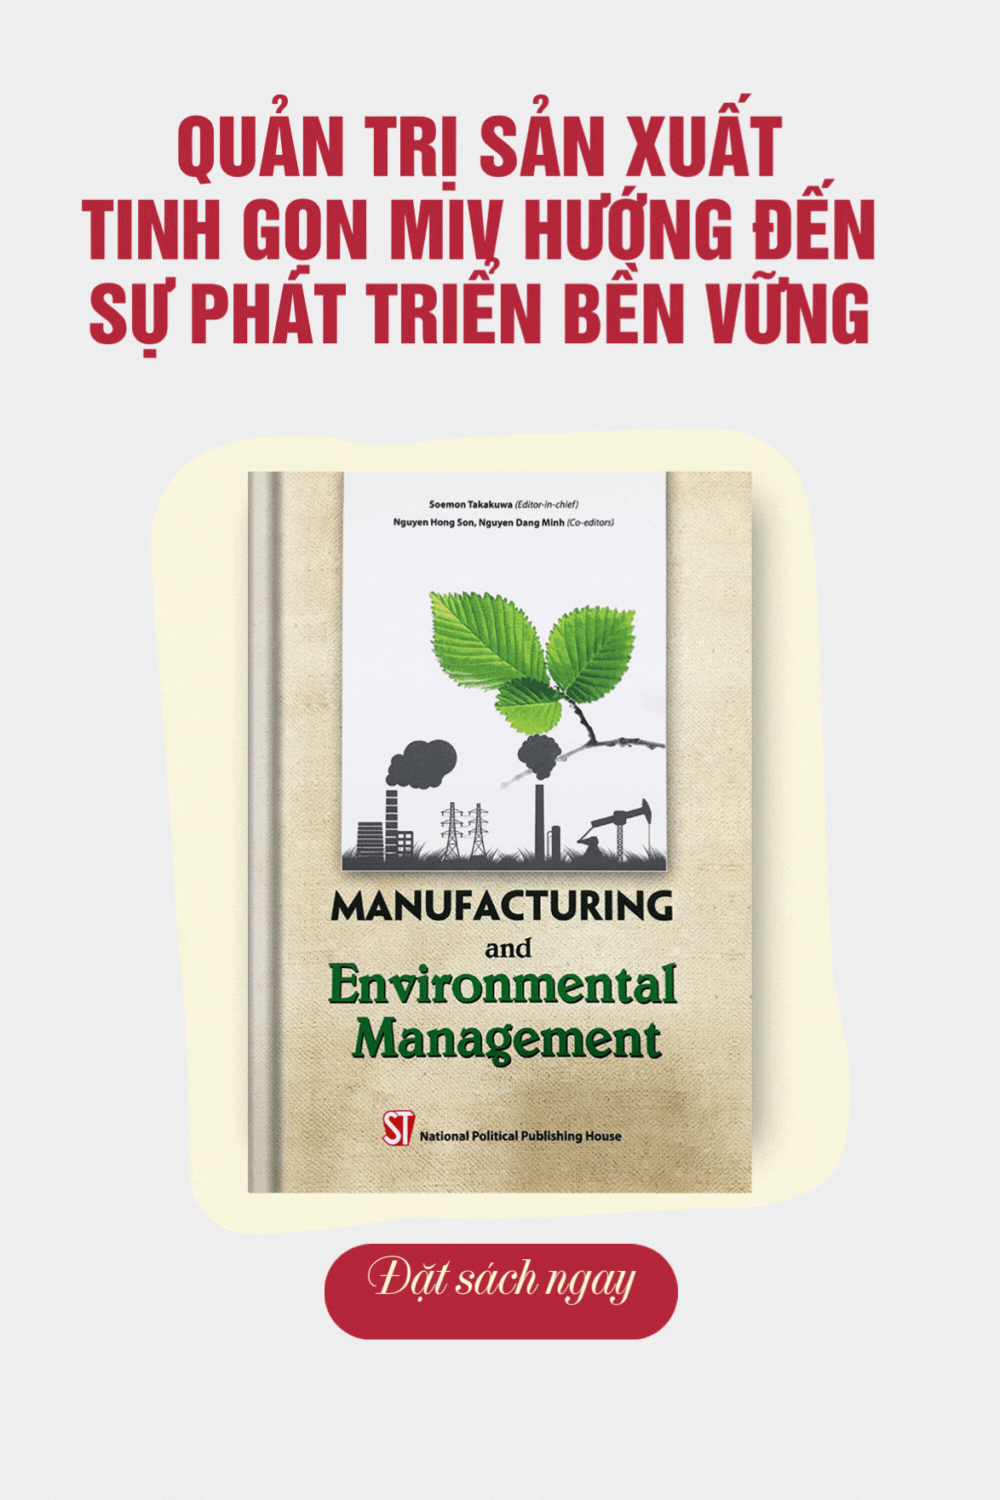 QUẢN TRỊ SẢN XUẤT
TINH GỌN MIV HƯỚNG ĐẾN
SỰ PHÁT TRIỂN BỀN VỮNG
Soemon Takakuwa (Editor-in-chief)
Nguyen Hong Son, Nguyen Dang Minh (Co-editors)
MANUFACTURING
and
Environmental
Management
ST National Political Publishing House
Đặt sách ngay